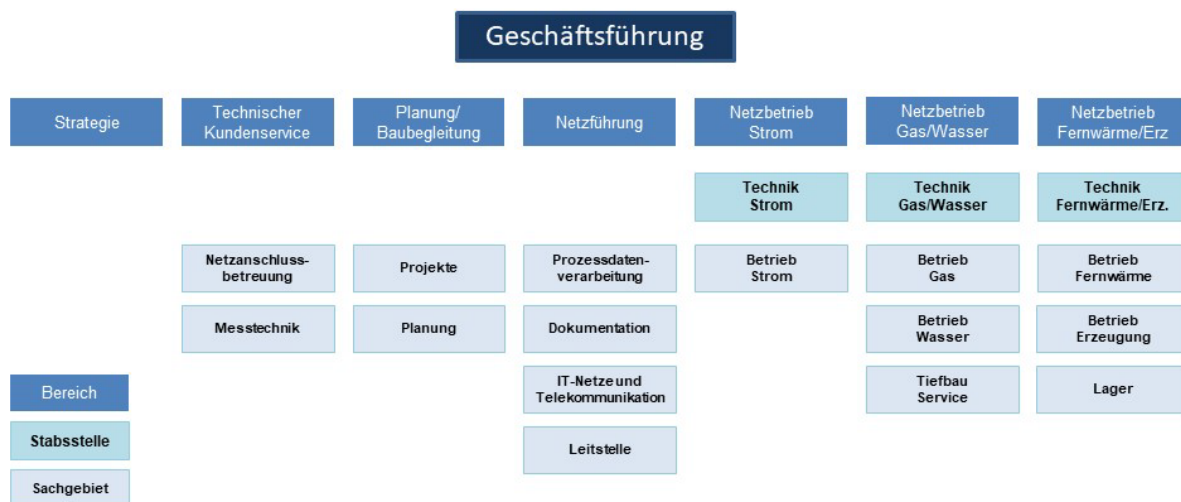 Geschäftsführung
Strategie
Technischer
Kundenservice
Planung/
Baubegleitung
Netzführung
Netzbetrieb
Strom
Netzbetrieb
Gas/Wasser
Netzbetrieb
Fernwärme/Erz
Technik
Strom
Technik
Gas/Wasser
Technik
Fernwärme/Erz.
Netzanschluss-
betreuung
Projekte
Prozessdaten-
verarbeitung
Betrieb
Strom
Betrieb
Gas
Betrieb
Fernwärme
Messtechnik
Planung
Dokumentation
Betrieb
Wasser
Betrieb
Erzeugung
IT-Netze und
Telekommunikation
Tiefbau
Service
Lager
Leitstelle
Bereich
Stabsstelle
Sachgebiet